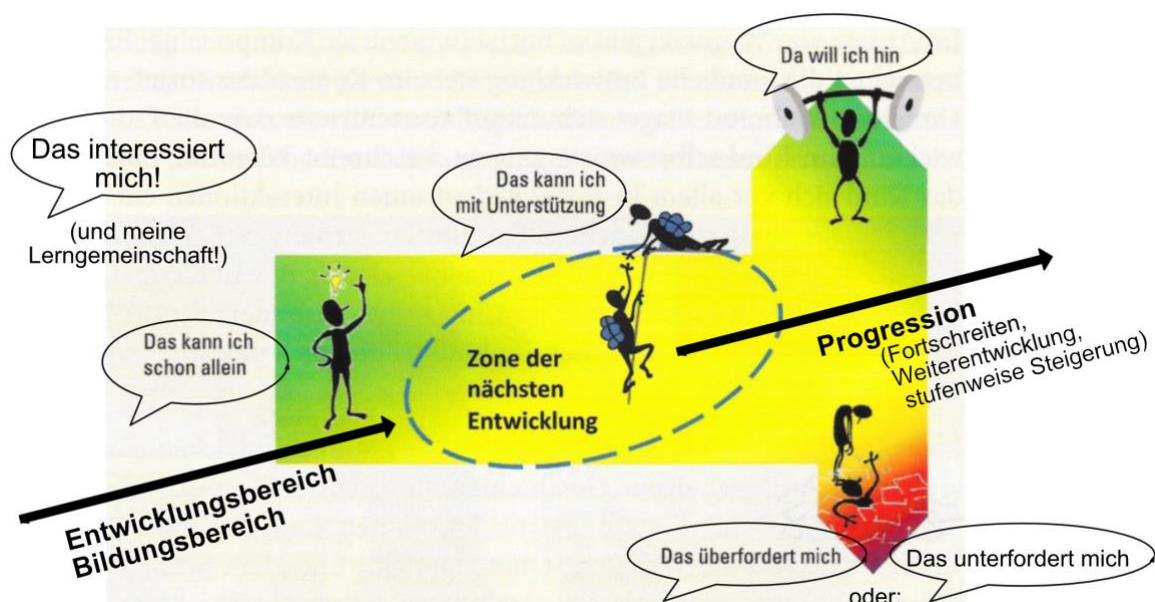 Da will ich hin
Das interessiert
mich!
(und meine
Lerngemeinschaft!)
Das kann ich
mit Unterstützung
Das kann ich
schon allein
Zone der
nächsten
Entwicklung
Progression
(Fortschreiten,
Weiterentwicklung,
stufenweise Steigerung)
Entwicklungsbereich
Bildungsbereich
Das überfordert mich
Das unterfordert mich
oder: